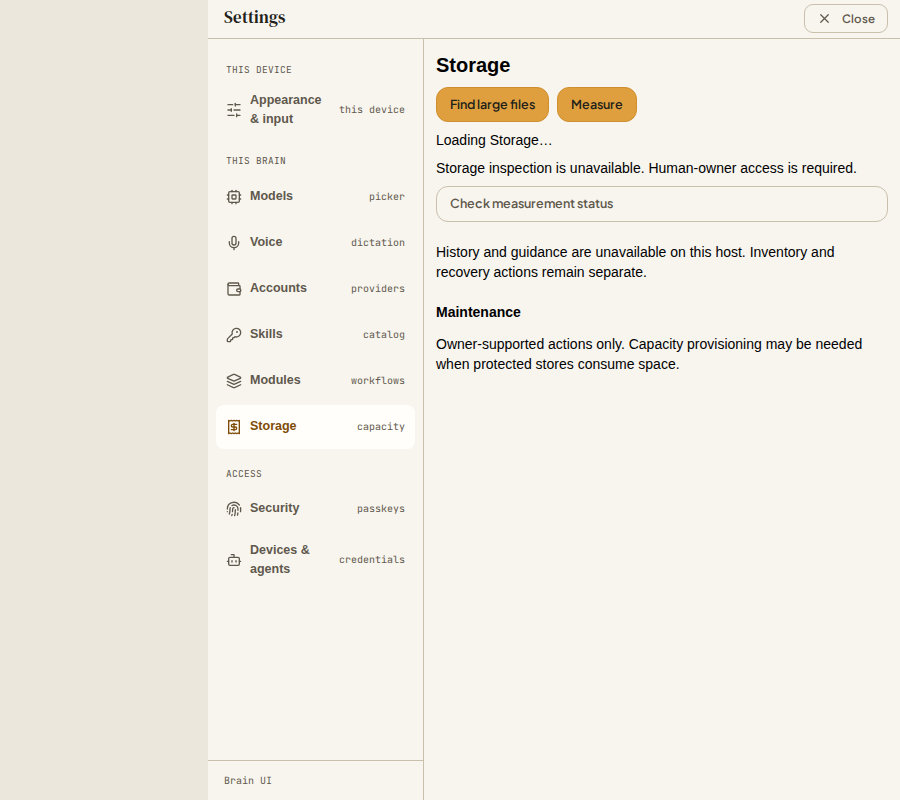 Settings
Close
THIS DEVICE
Appearance & input
this device
THIS BRAIN
Models
picker
Voice
dictation
Accounts
providers
Skills
catalog
Modules
workflows
Storage
capacity
ACCESS
Security
passkeys
Devices & agents
credentials
Brain UI
Storage
Find large files
Measure
Loading Storage…
Storage inspection is unavailable. Human-owner access is required.
Check measurement status
History and guidance are unavailable on this host. Inventory and
recovery actions remain separate.
Maintenance
Owner-supported actions only. Capacity provisioning may be needed
when protected stores consume space.